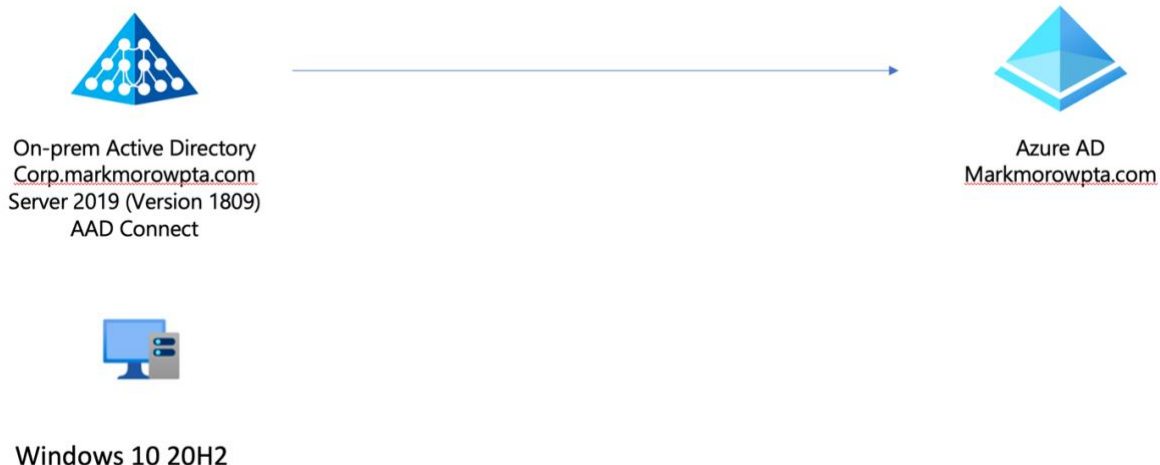 On-prem Active Directory
Corp.markmorowpta.com
Server 2019 (Version 1809)
AAD Connect
Azure AD
Markmorowpta.com
Windows 10 20H2